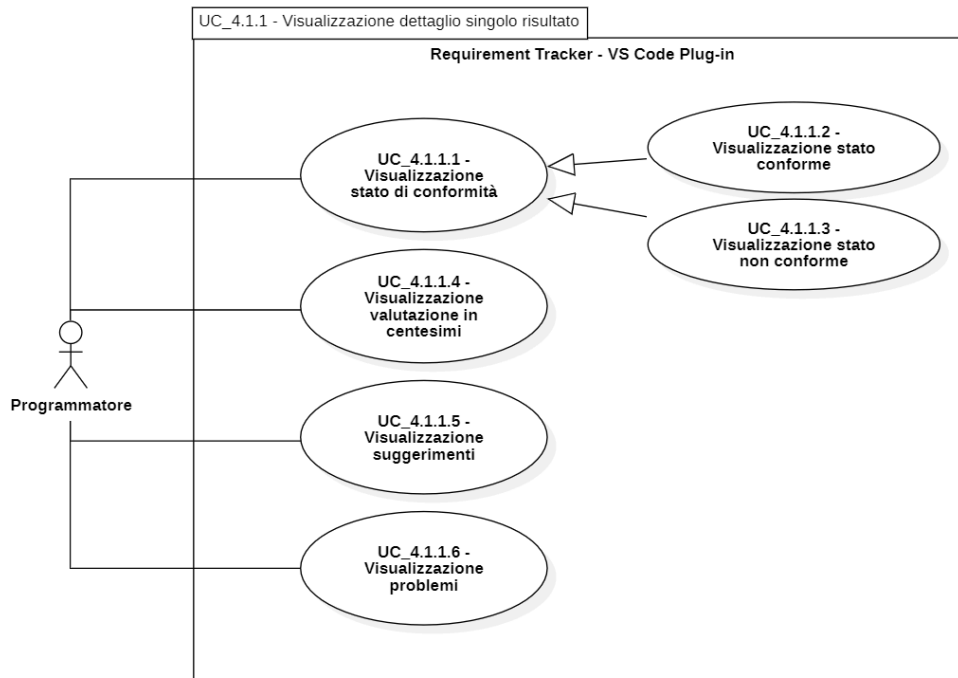 UC_4.1.1 - Visualizzazione dettaglio singolo risultato
Requirement Tracker - VS Code Plug-in
UC_4.1.1.1 -
Visualizzazione
stato di conformità
UC_4.1.1.2 -
Visualizzazione stato
conforme
UC_4.1.1.3 -
Visualizzazione stato
non conforme
UC_4.1.1.4 -
Visualizzazione
valutazione in
centesimi
Programmatore
UC_4.1.1.5 -
Visualizzazione
suggerimenti
UC_4.1.1.6 -
Visualizzazione
problemi